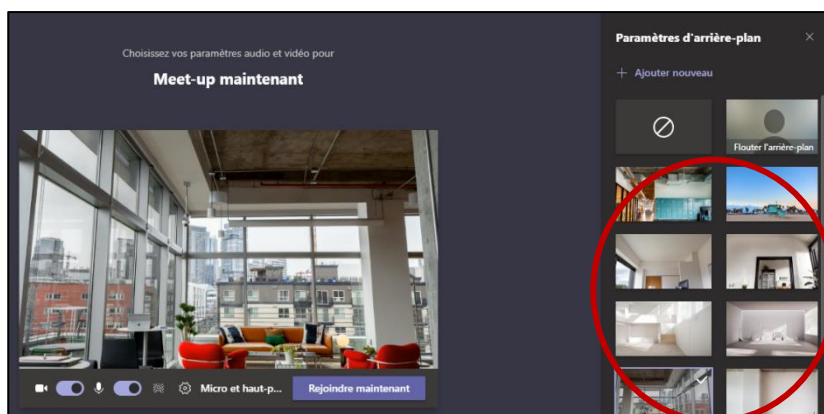 Choisissez vos paramètres audio et vidéo pour
Meet-up maintenant
Micro et haut-p...
Rejoindre maintenant
Paramètres d'arrière-plan
Ajouter nouveau
Flouter l'arrière-plan